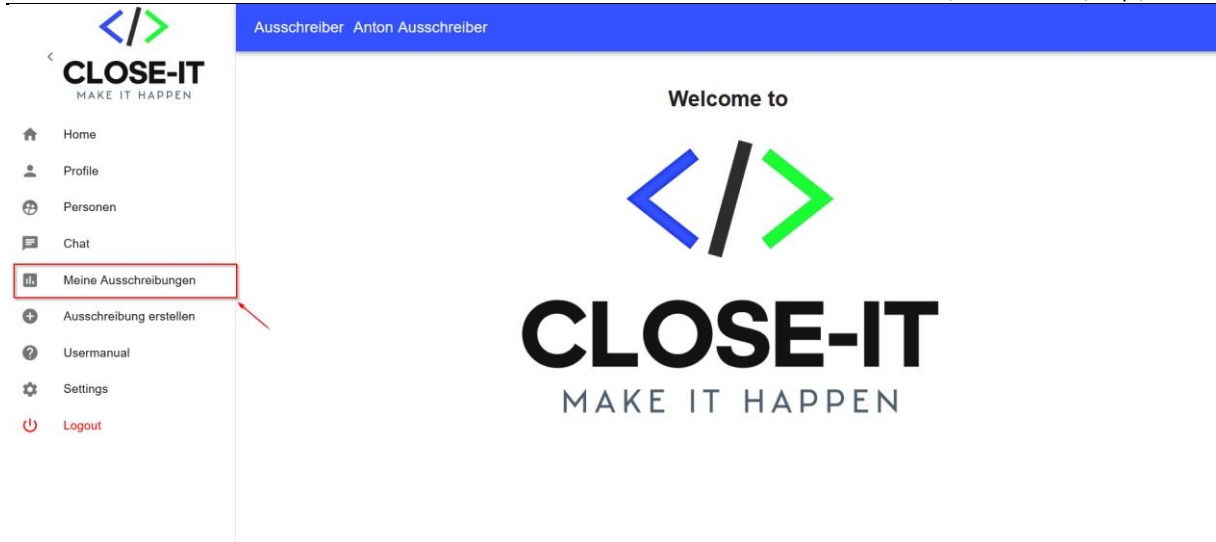 CLOSE-IT
MAKE IT HAPPEN
Home
Profile
Personen
Chat
Meine Ausschreibungen
Ausschreibung erstellen
Usermanual
Settings
Logout
Ausschreiber Anton Ausschreiber
Welcome to
</>
CLOSE-IT
MAKE IT HAPPEN